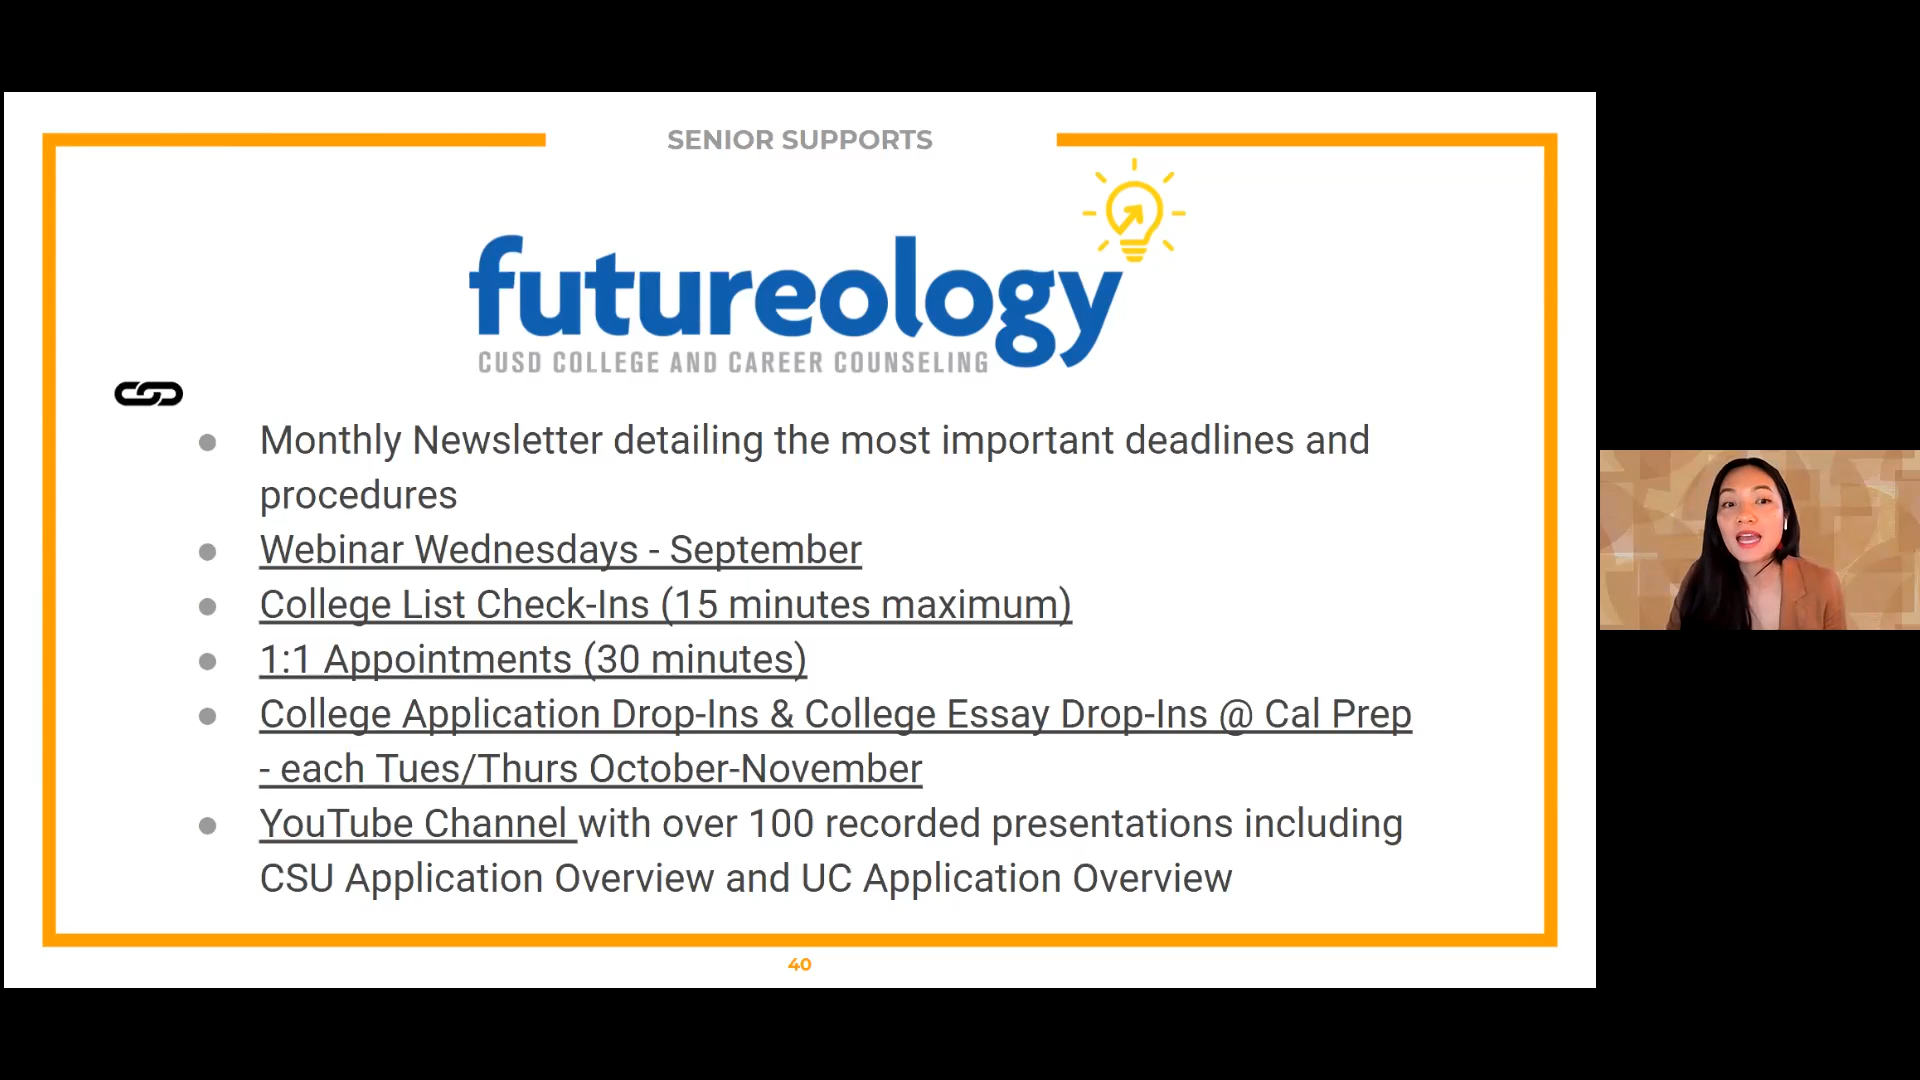 SENIOR SUPPORTS
futureology
CUSD COLLEGE AND CAREER COUNSELING
● Monthly Newsletter detailing the most important deadlines and
procedures
● Webinar Wednesdays - September
● College List Check-Ins (15 minutes maximum)
● 1:1 Appointments (30 minutes)
● College Application Drop-Ins & College Essay Drop-Ins @ Cal Prep
- each Tues/Thurs October-November
● YouTube Channel with over 100 recorded presentations including
CSU Application Overview and UC Application Overview
40